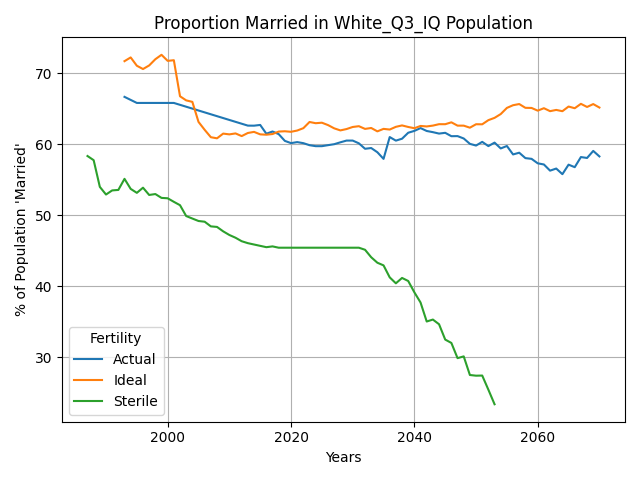 Proportion Married in White_Q3_IQ Population
% of Population 'Married'
70
60
50
40
30
Fertility
Actual
Ideal
Sterile
2000
2020
2040
2060
Years